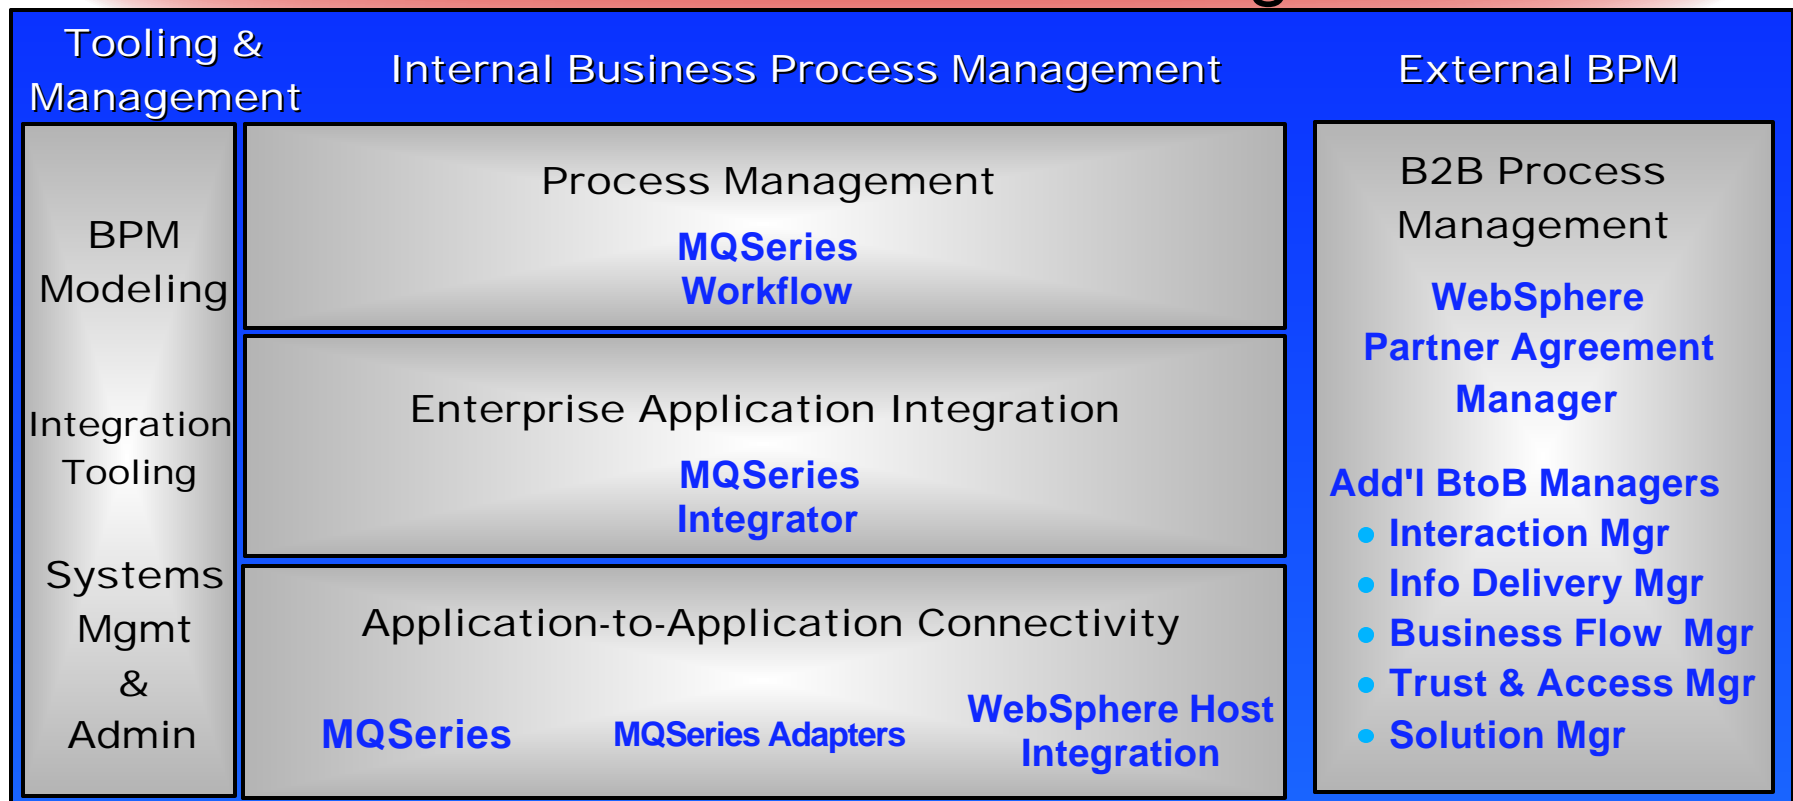 Tooling &
Management
Internal Business Process Management
External BPM
BPM
Modeling
Integration
Tooling
Systems
Mgmt
&
Admin
Process Management
MQSeries
Workflow
Enterprise Application Integration
MQSeries
Integrator
Application-to-Application Connectivity
MQSeries
MQSeries Adapters
WebSphere Host
Integration
B2B Process
Management
WebSphere
Partner Agreement
Manager
Add'l BtoB Managers
• Interaction Mgr
• Info Delivery Mgr
• Business Flow Mgr
• Trust & Access Mgr
• Solution Mgr